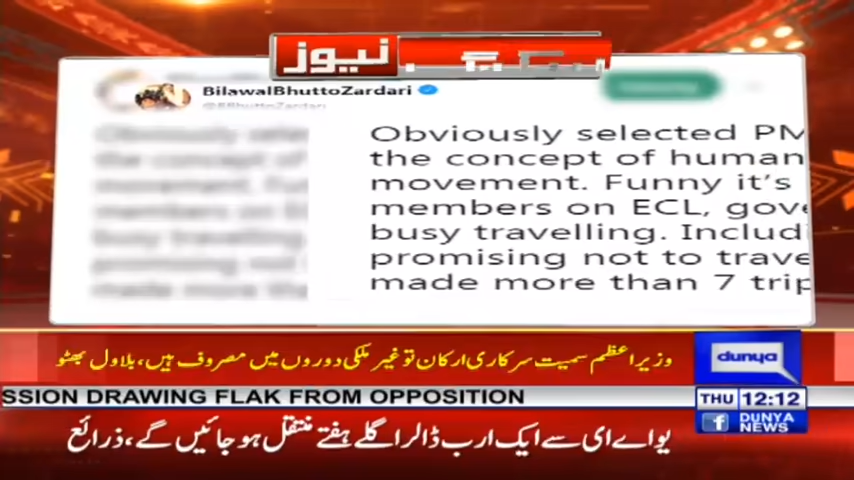 نیوز
BilawalBhuttoZardari
@BBhuttoZardari
Obviously selected PM
the concept of human
movement. Funny it's
members on ECL, gove
busy travelling. Includi
promising not to trave
made more than 7 trip
وزیراعظم سمیت سرکاری ارکان تو غیر ملکی دوروں میں مصروف ہیں، بلاول بھٹو
dunya
SSION DRAWING FLAK FROM OPPOSITION
THU 12:12
یو اے ای سے ایک ارب ڈالر اگلے ہفتے منتقل ہو جائیں گے، ذرائع
f DUNYA
NEWS